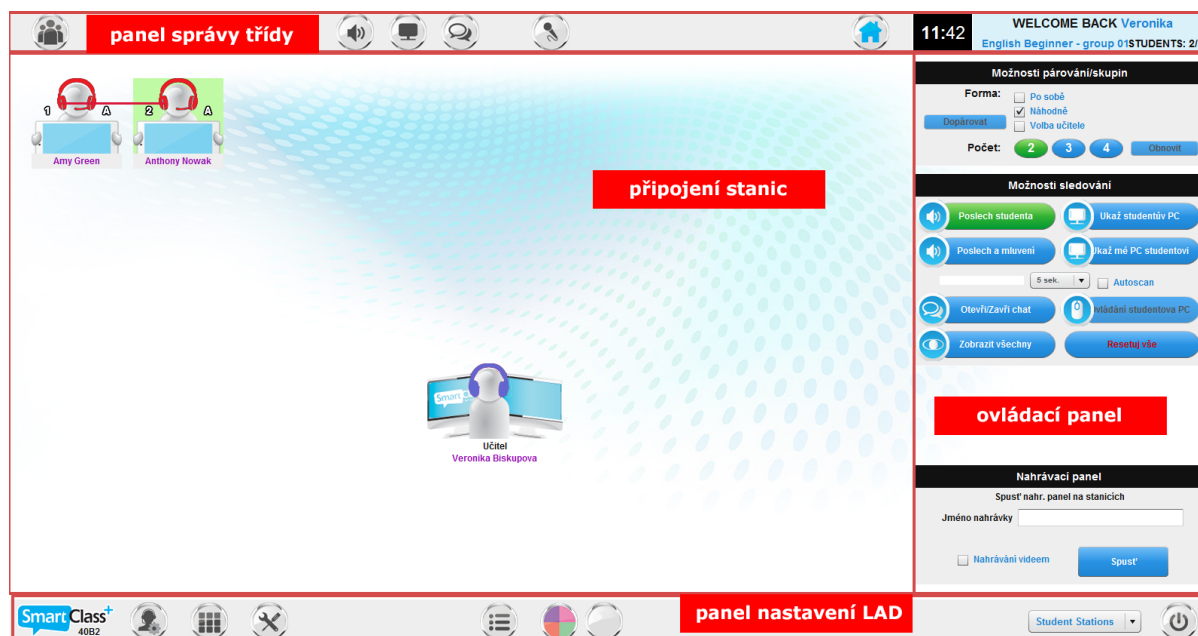 panel správy třídy
11:42
WELCOME BACK Veronika
English Beginner - group 01STUDENTS: 2/
1 A 2 A
Amy Green
Anthony Nowak
připojení stanic
Smart
Učitel
Veronika Biskupova
Možnosti párování/skupin
Forma:
Po sobě
Náhodně
Dopárovat
Volba učitele
Počet: 2 3 4 Obnovit
Možnosti sledování
Poslech studenta
Ukaž studentův PC
Poslech a mluvení
Ukaž mé PC studentovi
5 sek.
Autoscan
Otevři/Zavři chat
ovládání studentova PC
Zobrazit všechny
Resetuj vše
ovládací panel
Nahrávací panel
Spusť nahr. panel na stanicích
Jméno nahrávky
Nahrávání videem
Spusť
SmartClass+
40B2
panel nastavení LAD
Student Stations